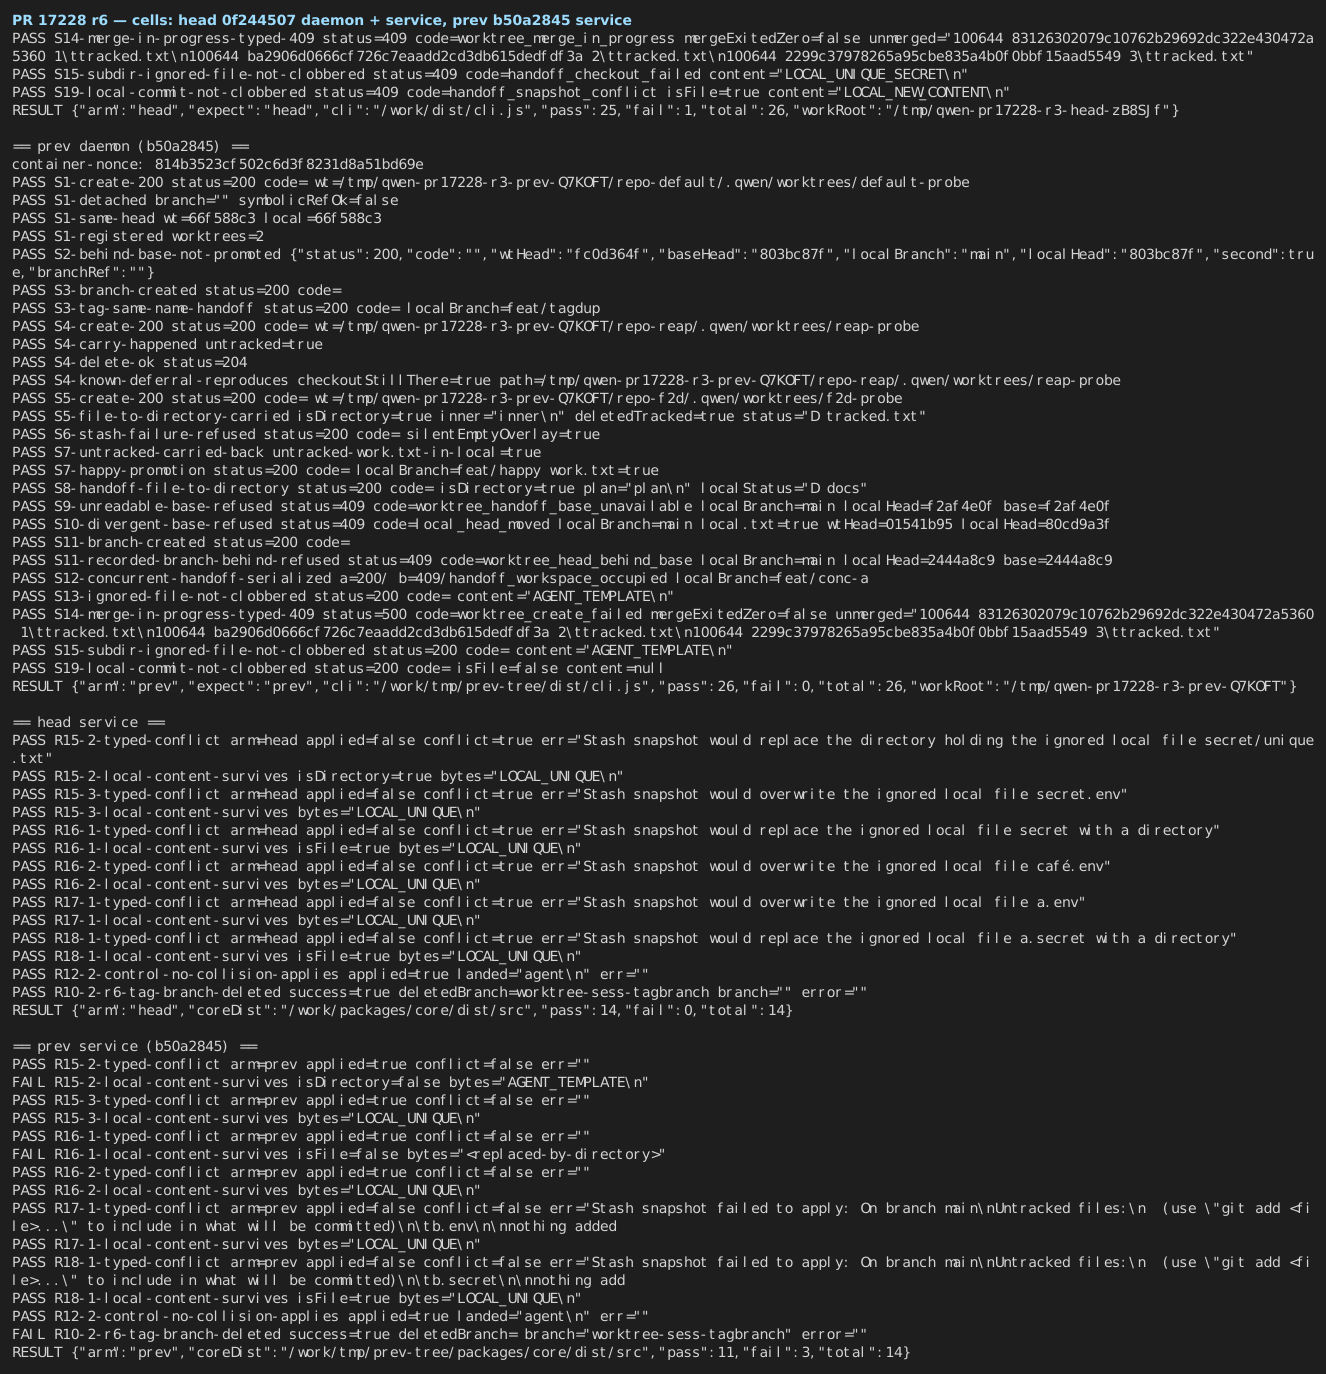 PR 17228 r6 — cells: head 0f244507 daemon + service, prev b50a2845 service
PASS S14-merge-in-progress-typed-409 status=409 code=worktree_merge_in_progress mergeExitedZero=false unmerged="100644 83126302079c10762b29692dc322e430472a
5360 1\ttracked.txt\n100644 ba2906d0666cf726c7eaadd2cd3db615dedfdf3a 2\ttracked.txt\n100644 2299c37978265a95cbe835a4b0f0bbf15aad5549 3\ttracked.txt"
PASS S15-subdir-ignored-file-not-clobbered status=409 code=handoff_checkout_failed content="LOCAL_UNIQUE_SECRET\n"
PASS S19-local-commit-not-clobbered status=409 code=handoff_snapshot_conflict isFile=true content="LOCAL_NEW_CONTENT\n"
RESULT {"arm":"head","expect":"head","cli":"/work/dist/cli.js","pass":25,"fail":1,"total":26,"workRoot":"/tmp/qwen-pr17228-r3-head-zB8SJf"}

== prev daemon (b50a2845) ==
container-nonce: 814b3523cf502c6d3f8231d8a51bd69e
PASS S1-create-200 status=200 code= wt=/tmp/qwen-pr17228-r3-prev-Q7KOFT/repo-default/.qwen/worktrees/default-probe
PASS S1-detached branch="" symbolicRefOk=false
PASS S1-same-head wt=66f588c3 local=66f588c3
PASS S1-registered worktrees=2
PASS S2-behind-base-not-promoted {"status":200,"code":"","wtHead":"fc0d364f","baseHead":"803bc87f","localBranch":"main","localHead":"803bc87f","second":tru
e,"branchRef":""}
PASS S3-branch-created status=200 code=
PASS S3-tag-same-name-handoff status=200 code= localBranch=feat/tagdup
PASS S4-create-200 status=200 code= wt=/tmp/qwen-pr17228-r3-prev-Q7KOFT/repo-reap/.qwen/worktrees/reap-probe
PASS S4-carry-happened untracked=true
PASS S4-delete-ok status=204
PASS S4-known-deferral-reproduces checkoutStillThere=true path=/tmp/qwen-pr17228-r3-prev-Q7KOFT/repo-reap/.qwen/worktrees/reap-probe
PASS S5-create-200 status=200 code= wt=/tmp/qwen-pr17228-r3-prev-Q7KOFT/repo-f2d/.qwen/worktrees/f2d-probe
PASS S5-file-to-directory-carried isDirectory=true inner="inner\n" deletedTracked=true status="D tracked.txt"
PASS S6-stash-failure-refused status=200 code= silentEmptyOverlay=true
PASS S7-untracked-carried-back untracked-work.txt-in-local=true
PASS S7-happy-promotion status=200 code= localBranch=feat/happy work.txt=true
PASS S8-handoff-file-to-directory status=200 code= isDirectory=true plan="plan\n" localStatus="D docs"
PASS S9-unreadable-base-refused status=409 code=worktree_handoff_base_unavailable localBranch=main localHead=f2af4e0f base=f2af4e0f
PASS S10-divergent-base-refused status=409 code=local_head_moved localBranch=main local.txt=true wtHead=01541b95 localHead=80cd9a3f
PASS S11-branch-created status=200 code=
PASS S11-recorded-branch-behind-refused status=409 code=worktree_head_behind_base localBranch=main localHead=2444a8c9 base=2444a8c9
PASS S12-concurrent-handoff-serialized a=200/ b=409/handoff_workspace_occupied localBranch=feat/conc-a
PASS S13-ignored-file-not-clobbered status=200 code= content="AGENT_TEMPLATE\n"
PASS S14-merge-in-progress-typed-409 status=500 code=worktree_create_failed mergeExitedZero=false unmerged="100644 83126302079c10762b29692dc322e430472a5360
 1\ttracked.txt\n100644 ba2906d0666cf726c7eaadd2cd3db615dedfdf3a 2\ttracked.txt\n100644 2299c37978265a95cbe835a4b0f0bbf15aad5549 3\ttracked.txt"
PASS S15-subdir-ignored-file-not-clobbered status=200 code= content="AGENT_TEMPLATE\n"
PASS S19-local-commit-not-clobbered status=200 code= isFile=false content=null
RESULT {"arm":"prev","expect":"prev","cli":"/work/tmp/prev-tree/dist/cli.js","pass":26,"fail":0,"total":26,"workRoot":"/tmp/qwen-pr17228-r3-prev-Q7KOFT"}

== head service ==
PASS R15-2-typed-conflict arm=head applied=false conflict=true err="Stash snapshot would replace the directory holding the ignored local file secret/unique
.txt"
PASS R15-2-local-content-survives isDirectory=true bytes="LOCAL_UNIQUE\n"
PASS R15-3-typed-conflict arm=head applied=false conflict=true err="Stash snapshot would overwrite the ignored local file secret.env"
PASS R15-3-local-content-survives bytes="LOCAL_UNIQUE\n"
PASS R16-1-typed-conflict arm=head applied=false conflict=true err="Stash snapshot would replace the ignored local file secret with a directory"
PASS R16-1-local-content-survives isFile=true bytes="LOCAL_UNIQUE\n"
PASS R16-2-typed-conflict arm=head applied=false conflict=true err="Stash snapshot would overwrite the ignored local file café.env"
PASS R16-2-local-content-survives bytes="LOCAL_UNIQUE\n"
PASS R17-1-typed-conflict arm=head applied=false conflict=true err="Stash snapshot would overwrite the ignored local file a.env"
PASS R17-1-local-content-survives bytes="LOCAL_UNIQUE\n"
PASS R18-1-typed-conflict arm=head applied=false conflict=true err="Stash snapshot would replace the ignored local file a.secret with a directory"
PASS R18-1-local-content-survives isFile=true bytes="LOCAL_UNIQUE\n"
PASS R12-2-control-no-collision-applies applied=true landed="agent\n" err=""
PASS R10-2-r6-tag-branch-deleted success=true deletedBranch=worktree-sess-tagbranch branch="" error=""
RESULT {"arm":"head","coreDist":"/work/packages/core/dist/src","pass":14,"fail":0,"total":14}

== prev service (b50a2845) ==
PASS R15-2-typed-conflict arm=prev applied=true conflict=false err=""
FAIL R15-2-local-content-survives isDirectory=false bytes="AGENT_TEMPLATE\n"
PASS R15-3-typed-conflict arm=prev applied=true conflict=false err=""
PASS R15-3-local-content-survives bytes="LOCAL_UNIQUE\n"
PASS R16-1-typed-conflict arm=prev applied=true conflict=false err=""
FAIL R16-1-local-content-survives isFile=false bytes="<replaced-by-directory>"
PASS R16-2-typed-conflict arm=prev applied=true conflict=false err=""
PASS R16-2-local-content-survives bytes="LOCAL_UNIQUE\n"
PASS R17-1-typed-conflict arm=prev applied=false conflict=false err="Stash snapshot failed to apply: On branch main\nUntracked files:\n  (use \"git add <fi
le>...\" to include in what will be committed)\n\tb.env\n\nnothing added
PASS R17-1-local-content-survives bytes="LOCAL_UNIQUE\n"
PASS R18-1-typed-conflict arm=prev applied=false conflict=false err="Stash snapshot failed to apply: On branch main\nUntracked files:\n  (use \"git add <fi
le>...\" to include in what will be committed)\n\tb.secret\n\nnothing add
PASS R18-1-local-content-survives isFile=true bytes="LOCAL_UNIQUE\n"
PASS R12-2-control-no-collision-applies applied=true landed="agent\n" err=""
FAIL R10-2-r6-tag-branch-deleted success=true deletedBranch= branch="worktree-sess-tagbranch" error=""
RESULT {"arm":"prev","coreDist":"/work/tmp/prev-tree/packages/core/dist/src","pass":11,"fail":3,"total":14}